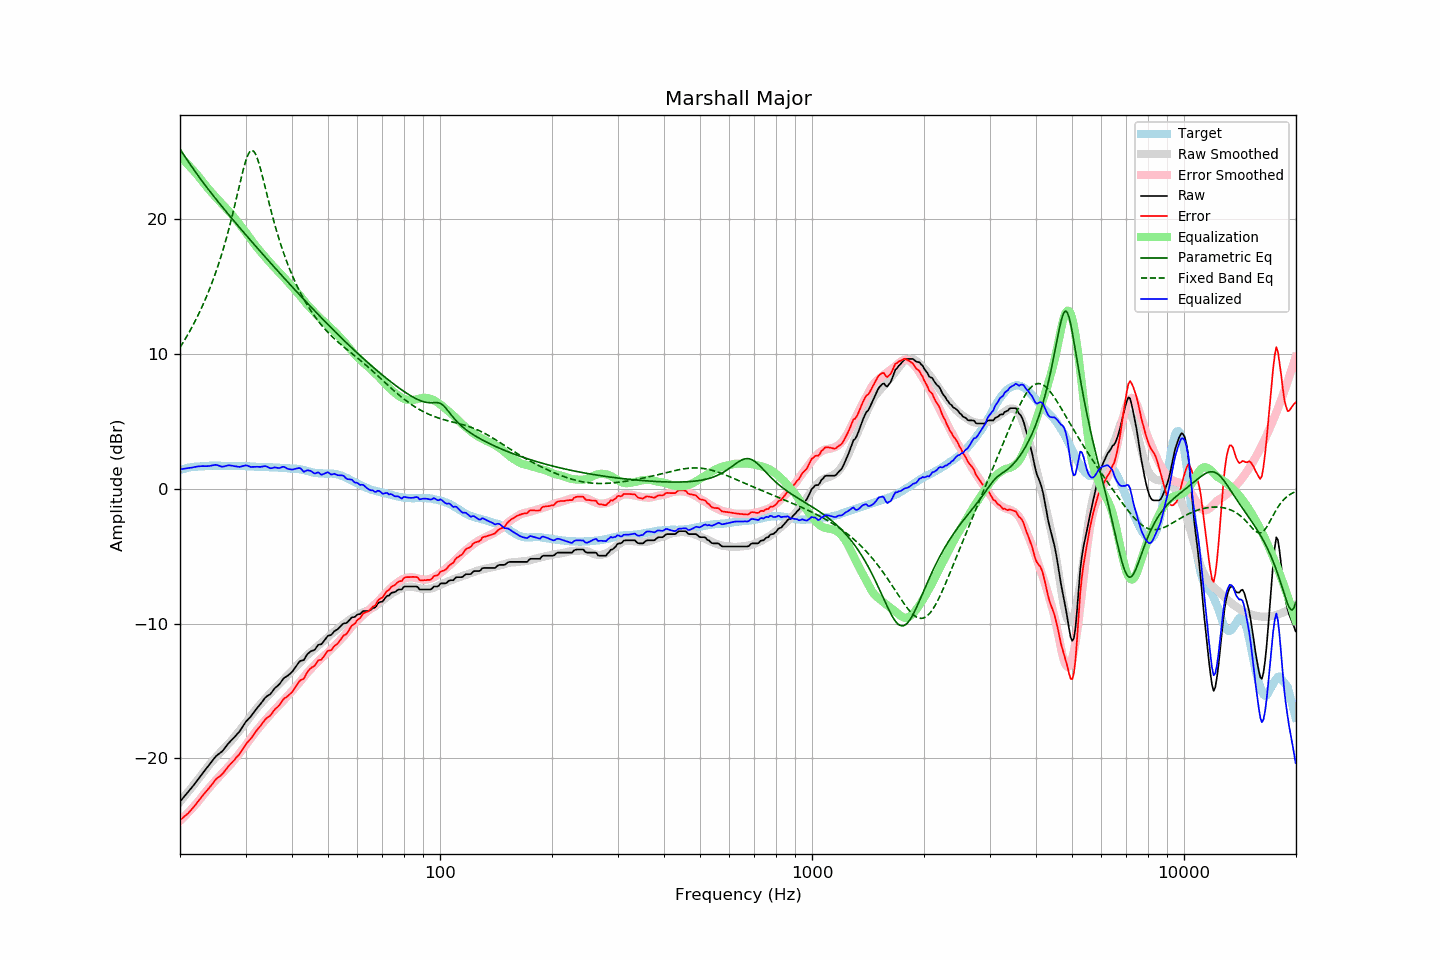 Marshall Major
Target
Raw Smoothed
Error Smoothed
Raw
Error
Equalization
Parametric Eq
Fixed Band Eq
Equalized
Amplitude (dBr)
20
10
0
−10
−20
100
1000
10000
Frequency (Hz)